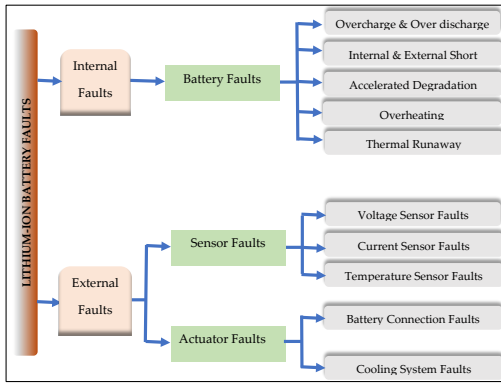 LITHIUM-ION BATTERY FAULTS
Internal
Faults
Battery Faults
Overcharge & Over discharge
Internal & External Short
Accelerated Degradation
Overheating
Thermal Runaway
External
Faults
Sensor Faults
Voltage Sensor Faults
Current Sensor Faults
Temperature Sensor Faults
Actuator Faults
Battery Connection Faults
Cooling System Faults